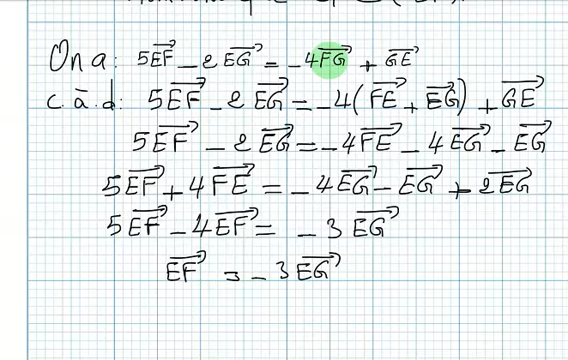 On a : 5EF⃗ - 2EG⃗ = -4FG⃗ + GE⃗
c.à.d: 5EF⃗ - 2EG⃗ = -4(FE⃗ + EG⃗) + GE⃗
5EF⃗ - 2EG⃗ = -4FE⃗ - 4EG⃗ - EG⃗
5EF⃗ + 4FE⃗ = -4EG⃗ - EG⃗ + 2EG⃗
5EF⃗ - 4EF⃗ = -3EG⃗
EF⃗ = -3EG⃗